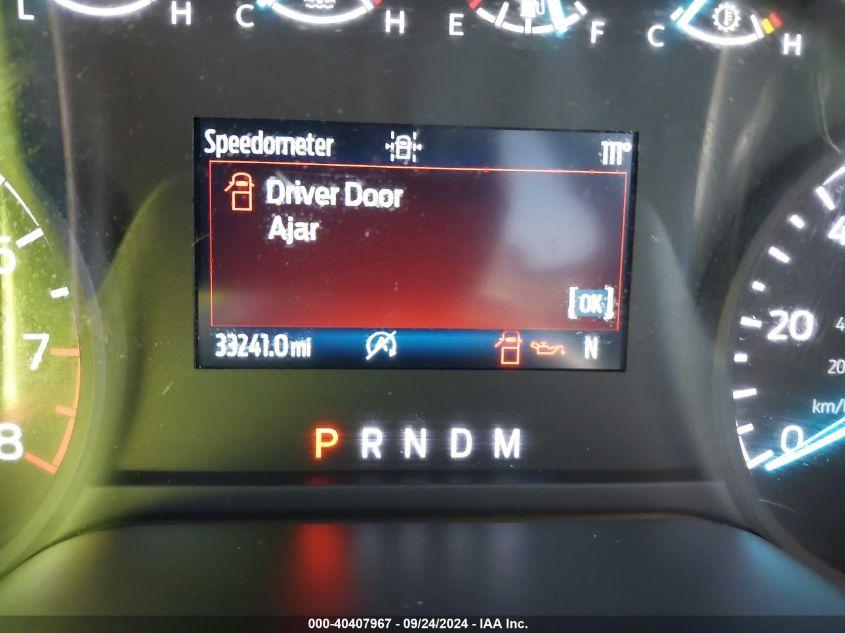 L H C H E F C H
Speedometer 111°
Driver Door
Ajar
[OK]
33241.0 mi N
5
7
8
20
0
km/
P R N D M
000-40407967 - 09/24/2024 - IAA Inc.